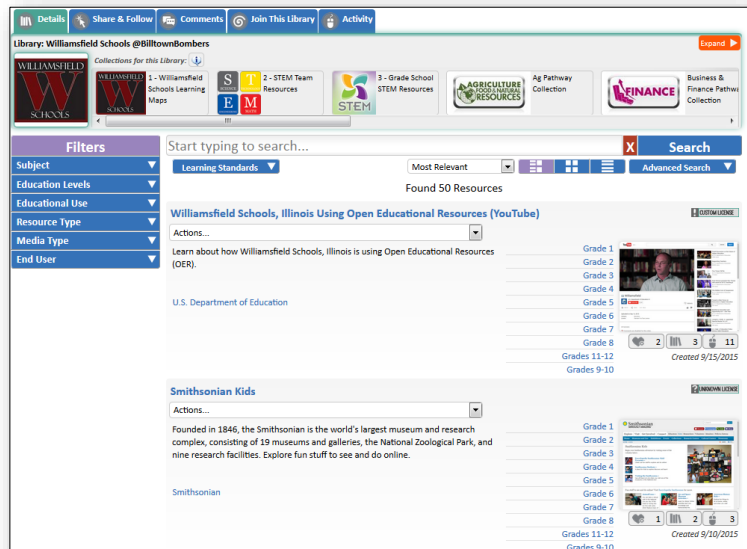 Details
Share & Follow
Comments
Join This Library
Activity
Library: Williamsfield Schools @BilltownBombers
Expand
Collections for this
Library:
WILLIAMSFIELD
SCHOOLS
WILLIAMSFIELD
SCHOOLS
1 - Williamsfield
Schools Learning
Maps
S T
E M
2 - STEM Team
Resources
STEM
3 - Grade School
STEM Resources
AGRICULTURE
FOOD & NATURAL
RESOURCES
Ag Pathway
Collection
FINANCE
Business &
Finance Pathwa
Collection
Filters
Subject
Education Levels
Educational Use
Resource Type
Media Type
End User
Start typing to search...
X
Search
Learning Standards
Most Relevant
Advanced Search
Found 50 Resources
Williamsfield Schools, Illinois Using Open Educational Resources (YouTube)
CUSTOM LICENSE
Actions...
Learn about how Williamsfield Schools, Illinois is using Open Educational Resources
(OER).
U.S. Department of Education
Grade 1
Grade 2
Grade 3
Grade 4
Grade 5
Grade 6
Grade 7
Grade 8
Grades 11-12
Grades 9-10
2 3 11
Created 9/15/2015
Smithsonian Kids
UNKNOWN LICENSE
Actions...
Founded in 1846, the Smithsonian is the world's largest museum and research
complex, consisting of 19 museums and galleries, the National Zoological Park, and
nine research facilities. Explore fun stuff to see and do online.
Smithsonian
Grade 1
Grade 2
Grade 3
Grade 4
Grade 5
Grade 6
Grade 7
Grade 8
Grades 11-12
Grades 9-10
Smithsonian
1 2 3
Created 9/10/2015